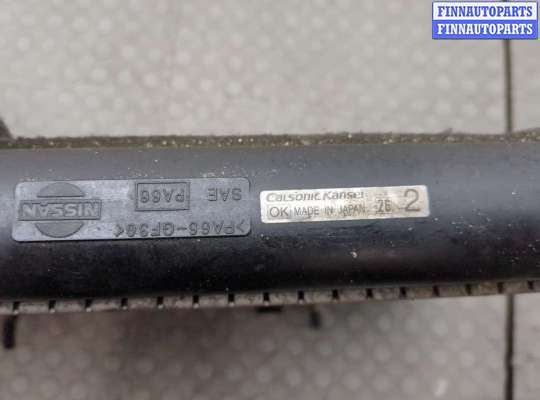 FINNAUTOPARTS
FINNAUTOPARTS
NISSAN
PA66
SAE
>PA66-GF30<
Calsonic Kansei
OK MADE IN JAPAN 2